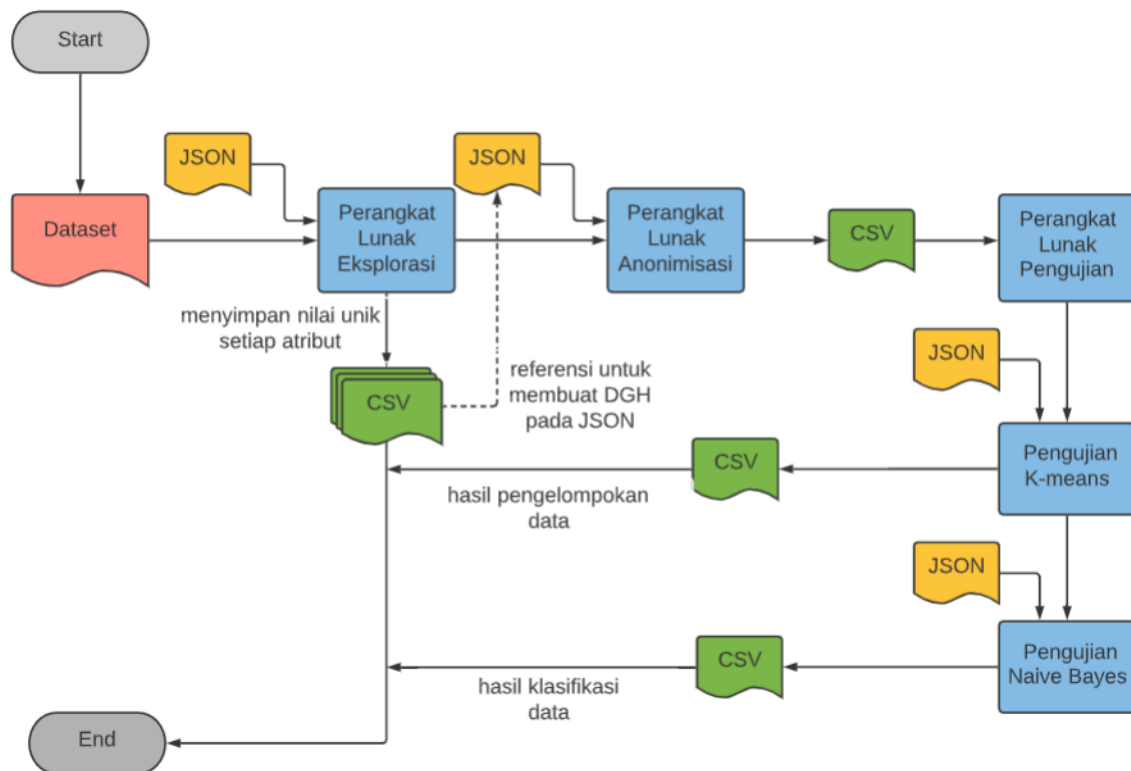 Start
JSON
JSON
Dataset
Perangkat
Lunak
Eksplorasi
Perangkat
Lunak
Anonimisasi
CSV
Perangkat
Lunak
Pengujian
menyimpan nilai unik
setiap atribut
CSV
referensi untuk
membuat DGH
pada JSON
JSON
Pengujian
K-means
CSV
hasil pengelompokan
data
JSON
Pengujian
Naive Bayes
CSV
hasil klasifikasi
data
End